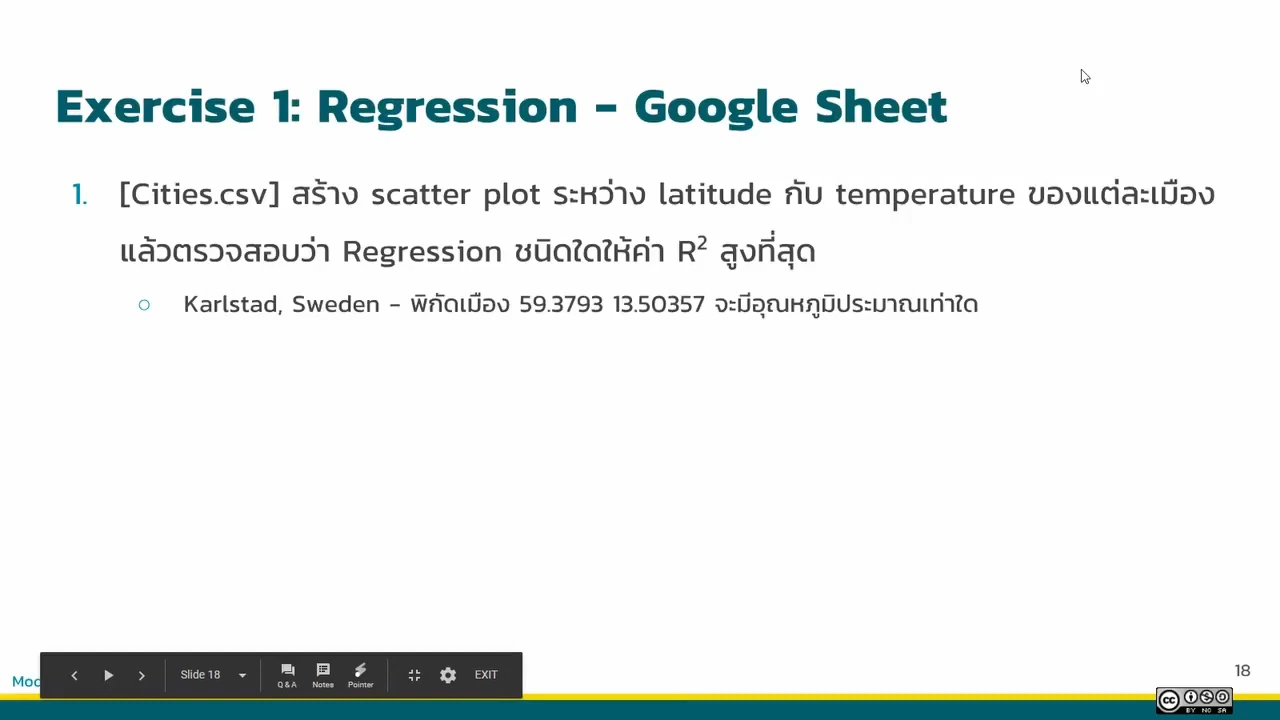 Exercise 1: Regression - Google Sheet
1. [Cities.csv] สร้าง scatter plot ระหว่าง latitude กับ temperature ของแต่ละเมือง
แล้วตรวจสอบว่า Regression ชนิดใดให้ค่า R² สูงที่สุด
○ Karlstad, Sweden - พิกัดเมือง 59.3793 13.50357 จะมีอุณหภูมิประมาณเท่าใด
Slide 18
Q & A
Notes
Pointer
EXIT
18
CC
BY NC SA